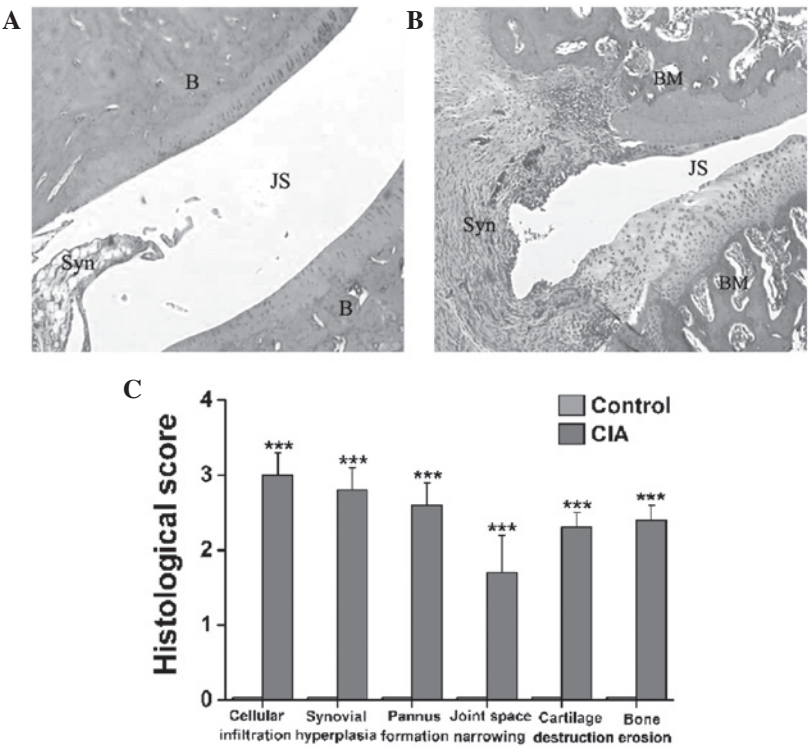 A
B
JS
Syn
B
B
BM
JS
Syn
BM
C
Histological score
4
3
2
1
0
Control
CIA
***
***
***
***
***
***
Cellular Synovial Pannus Joint space Cartilage Bone
infiltration hyperplasia formation narrowing destruction erosion